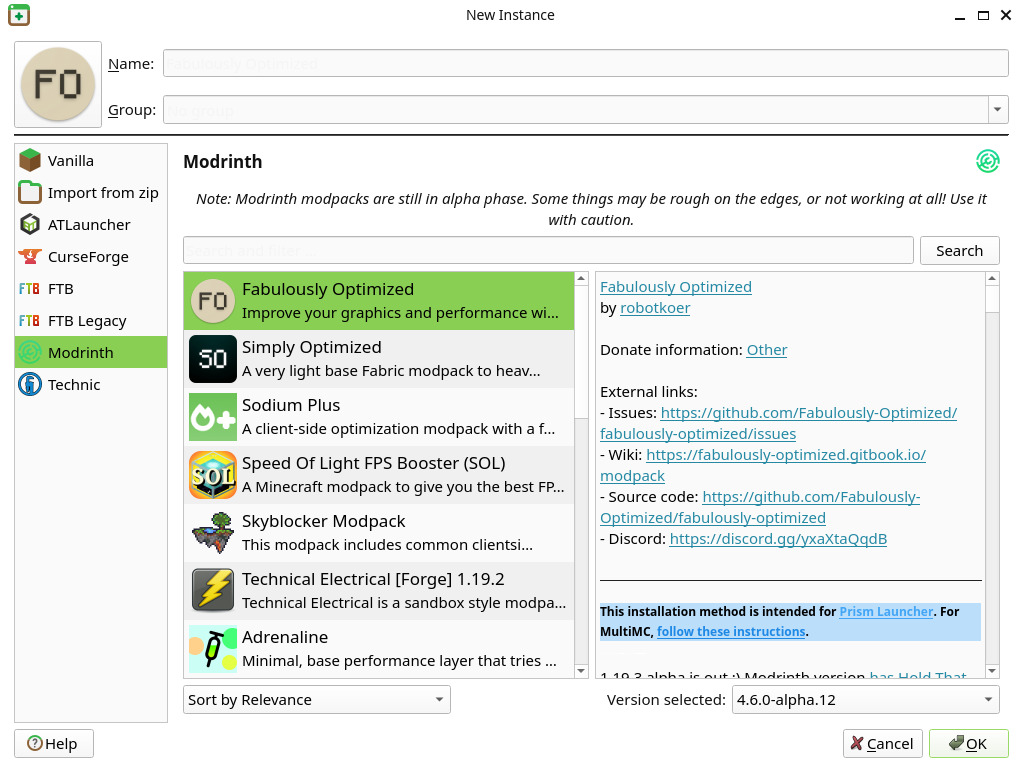 New Instance
FO
Name: Fabulously Optimized
Group: No group
Vanilla
Import from zip
ATLauncher
CurseForge
FTB FTB
FTB FTB Legacy
Modrinth
Technic
Modrinth
Note: Modrinth modpacks are still in alpha phase. Some things may be rough on the edges, or not working at all! Use it
with caution.
Search and filter ...
Search
FO
Fabulously Optimized
Improve your graphics and performance wi...
SO
Simply Optimized
A very light base Fabric modpack to heav...
Sodium Plus
A client-side optimization modpack with a f...
SOL
Speed Of Light FPS Booster (SOL)
A Minecraft modpack to give you the best FP...
Skyblocker Modpack
This modpack includes common clientsi...
Technical Electrical [Forge] 1.19.2
Technical Electrical is a sandbox style modpa...
Adrenaline
Minimal, base performance layer that tries ...
Fabulously Optimized
by robotkoer
Donate information: Other
External links:
- Issues: https://github.com/Fabulously-Optimized/
fabulously-optimized/issues
- Wiki: https://fabulously-optimized.gitbook.io/
modpack
- Source code: https://github.com/Fabulously-
Optimized/fabulously-optimized
- Discord: https://discord.gg/yxaXtaQqdB
This installation method is intended for Prism Launcher. For
MultiMC, follow these instructions.
1.19.3 alpha is out :) Modrinth version has Hold That
Sort by Relevance
Version selected: 4.6.0-alpha.12
Help
Cancel
OK